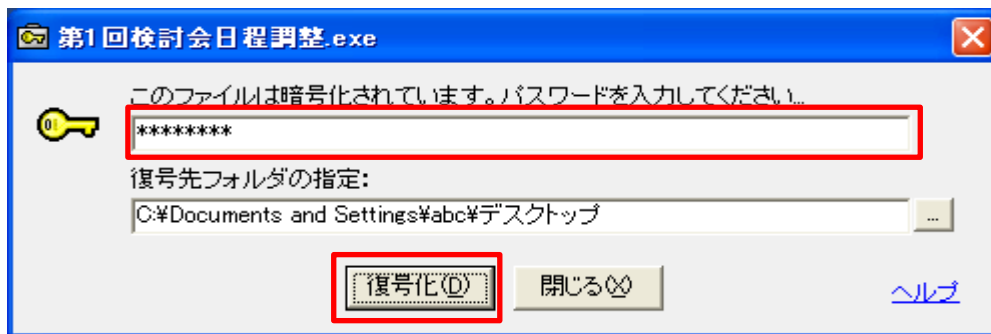 第1回検討会日程調整.exe
このファイルは暗号化されています。パスワードを入力してください...
********
復号先フォルダの指定:
C:¥Documents and Settings¥abc¥デスクトップ
...
復号化(D) 閉じる(X)
ヘルプ